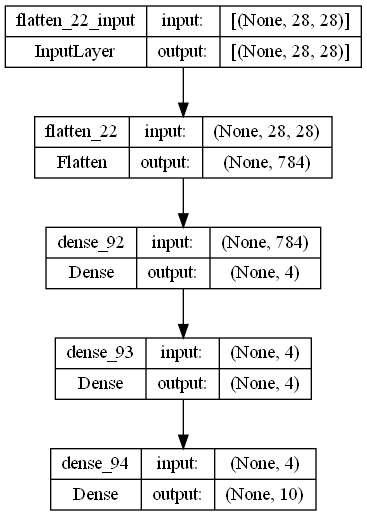 flatten_22_input input: [(None, 28, 28)]
InputLayer output: [(None, 28, 28)]
flatten_22 input: (None, 28, 28)
Flatten output: (None, 784)
dense_92 input: (None, 784)
Dense output: (None, 4)
dense_93 input: (None, 4)
Dense output: (None, 4)
dense_94 input: (None, 4)
Dense output: (None, 10)